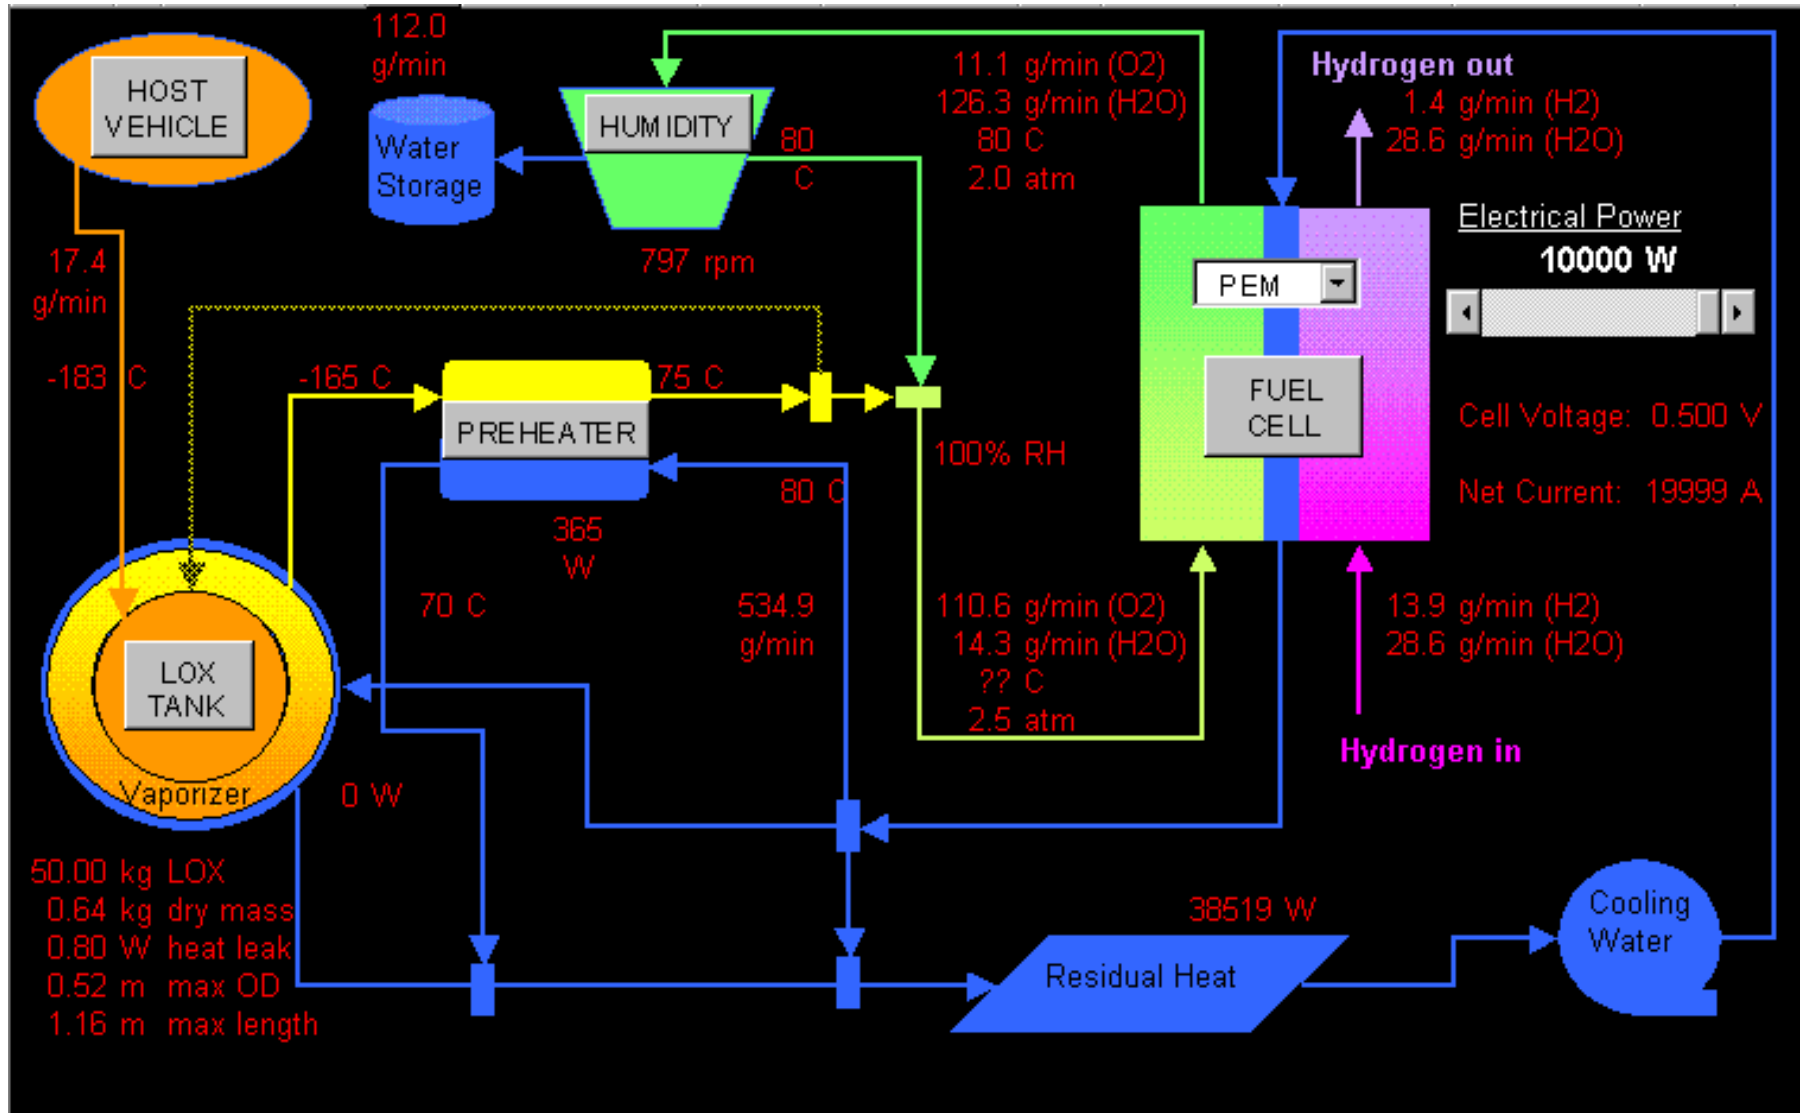 112.0
g/min
HOST
VEHICLE
Water
Storage
HUMIDITY
80
C
11.1 g/min (O2)
126.3 g/min (H2O)
80 C
2.0 atm
Hydrogen out
1.4 g/min (H2)
28.6 g/min (H2O)
Electrical Power
10000 W
17.4
g/min
-183 C
797 rpm
PEM
-165 C
75 C
PREHEATER
FUEL
CELL
Cell Voltage: 0.500 V
100% RH
80 C
Net Current: 19999 A
365
W
70 C
534.9
g/min
110.6 g/min (O2)
14.3 g/min (H2O)
?? C
2.5 atm
13.9 g/min (H2)
28.6 g/min (H2O)
LOX
TANK
Hydrogen in
Vaporizer
0 W
50.00 kg LOX
0.64 kg dry mass
0.80 W heat leak
0.52 m max OD
1.16 m max length
38519 W
Residual Heat
Cooling
Water